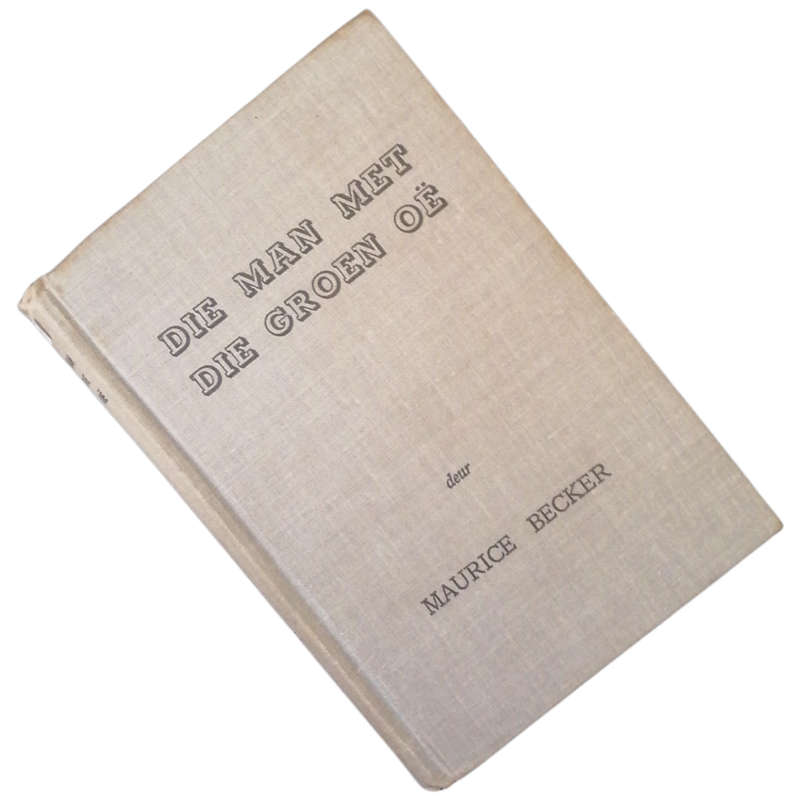 DIE MAN MET
DIE GROEN OË
deur
MAURICE BECKER